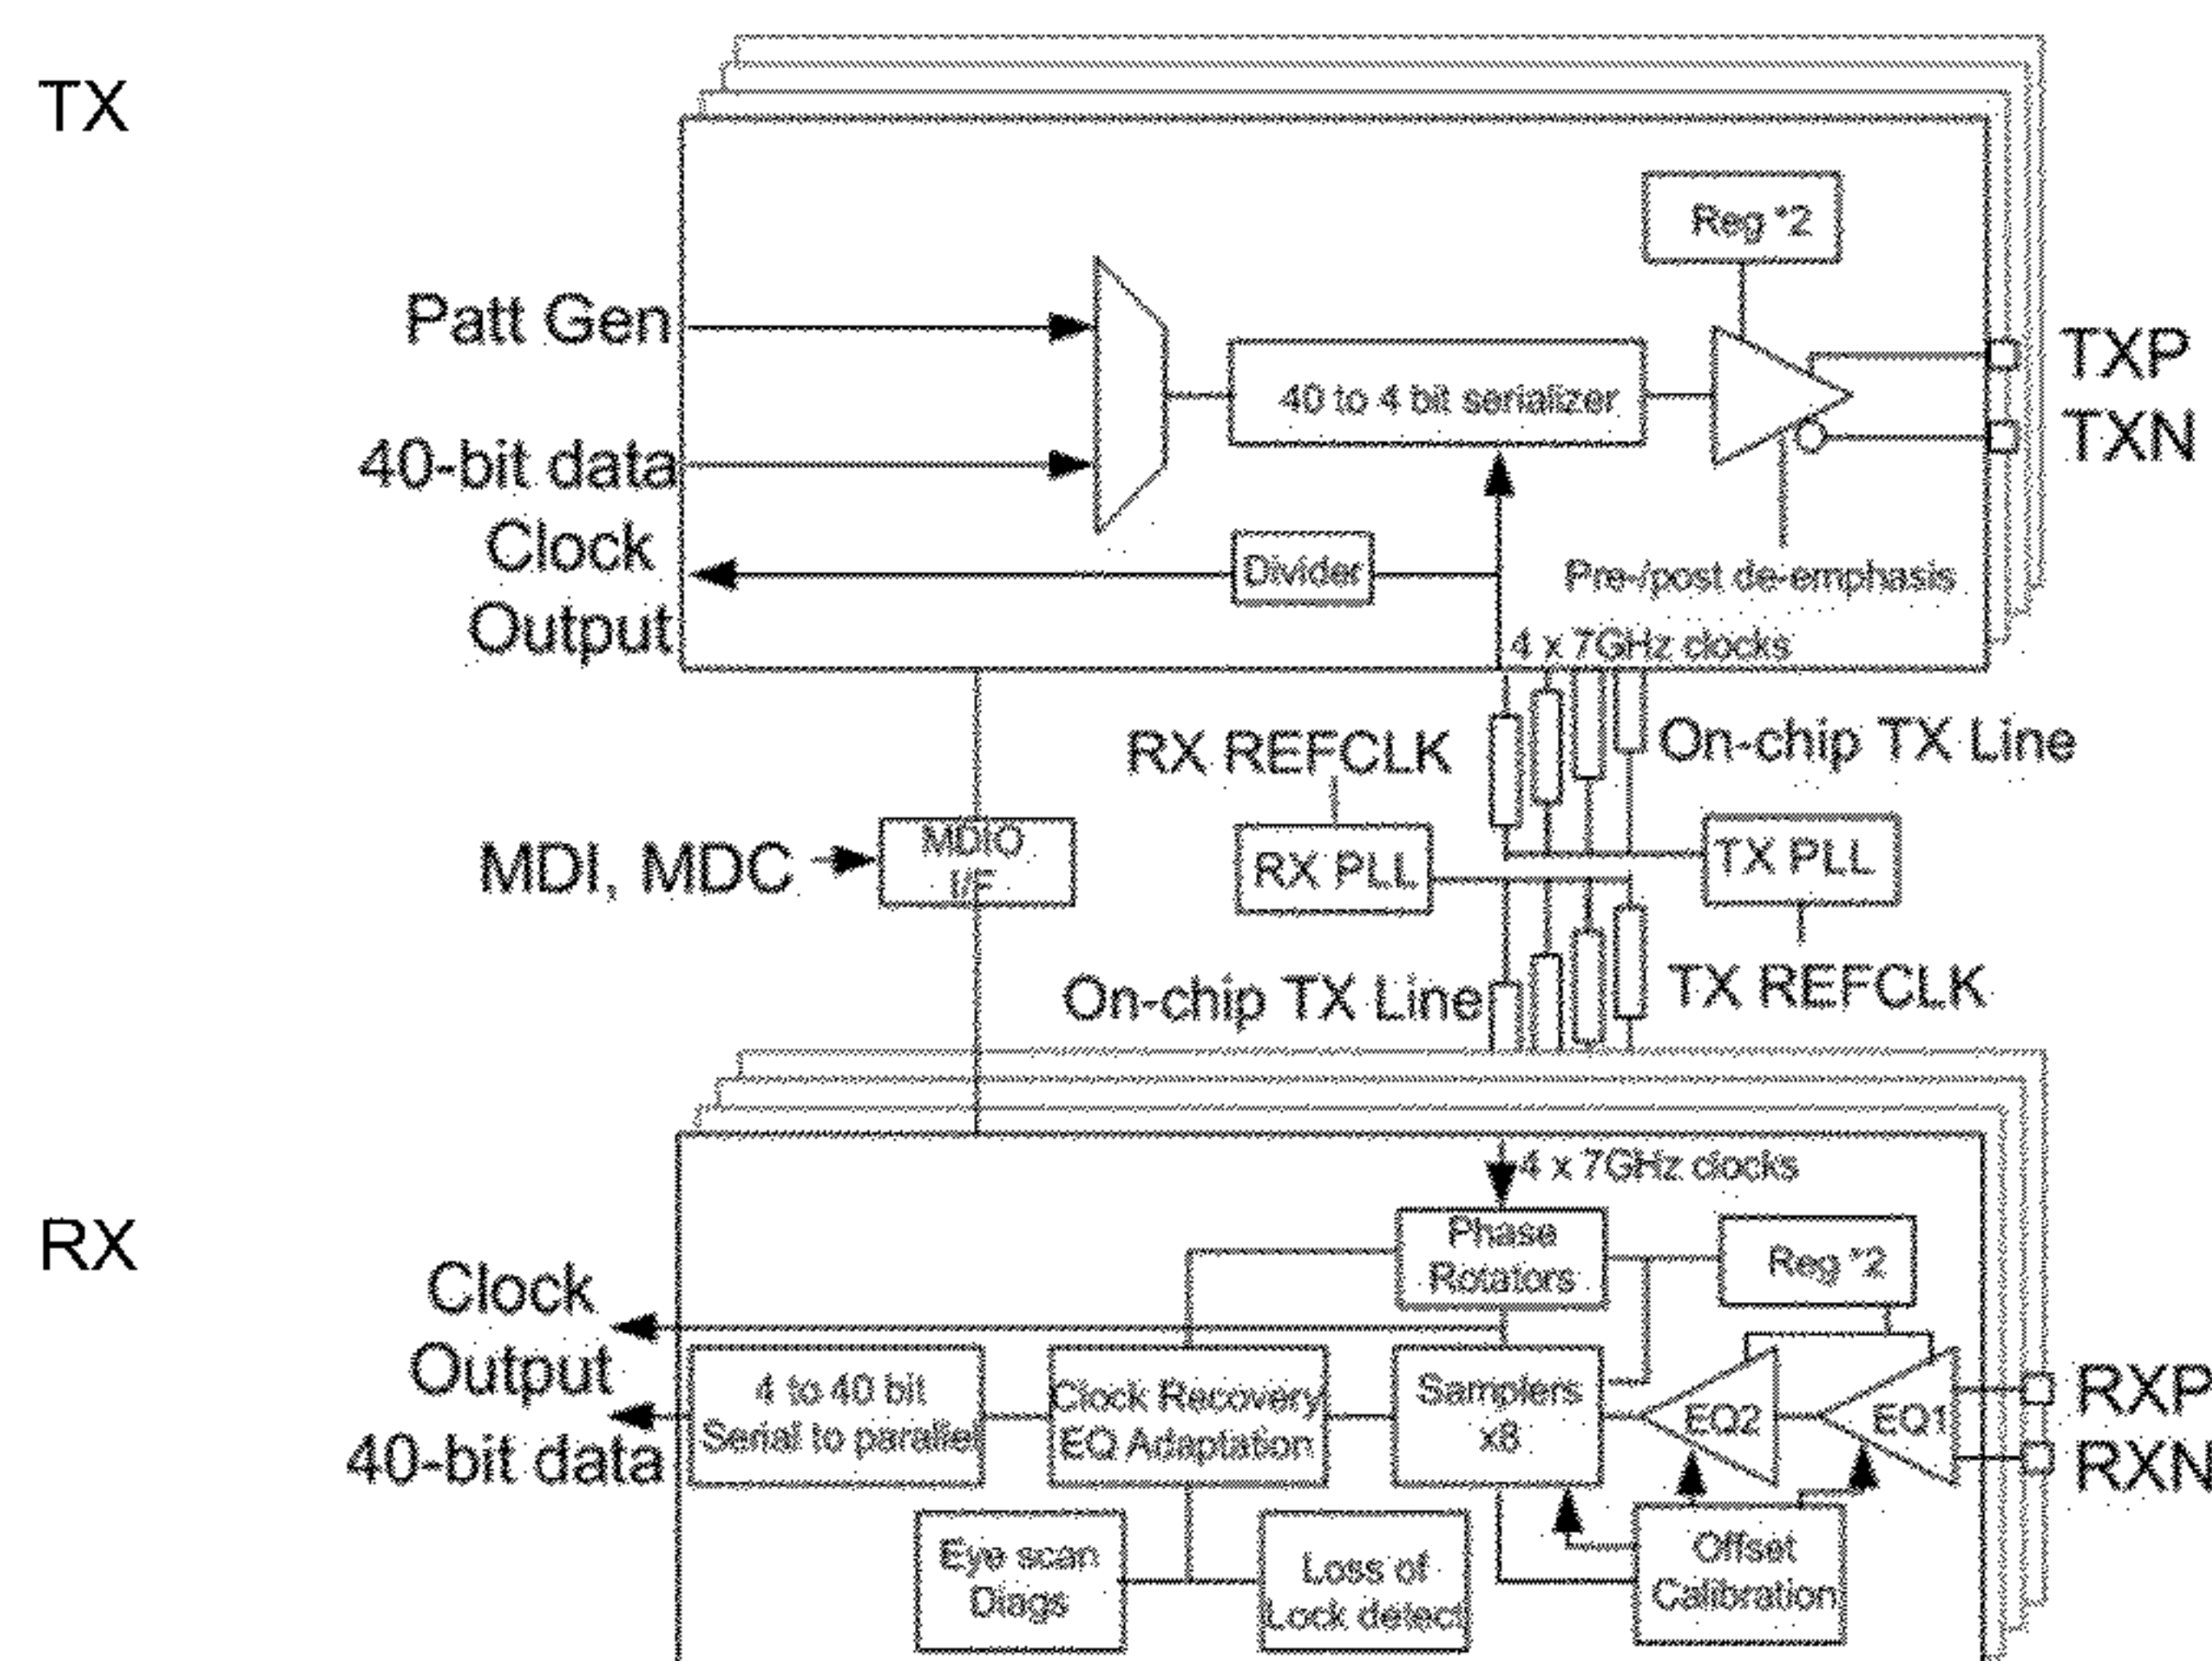 TX
Reg *2
Patt Gen
TXP
40 to 4 bit serializer
TXN
40-bit data
Clock
Output
Divider
Pre-/post de-emphasis
4 x 7GHz clocks
RX REFCLK
On-chip TX Line
MDI, MDC
MDIO
I/F
RX PLL
TX PLL
On-chip TX Line
TX REFCLK
4 x 7GHz clocks
RX
Phase
Rotators
Reg *2
Clock
Output
40-bit data
4 to 40 bit
Serial to parallel
Clock Recovery
EQ Adaptation
Samplers
x8
EQ2
EQ1
RXP
RXN
Eye scan
Diags
Loss of
Lock detect
Offset
Calibration